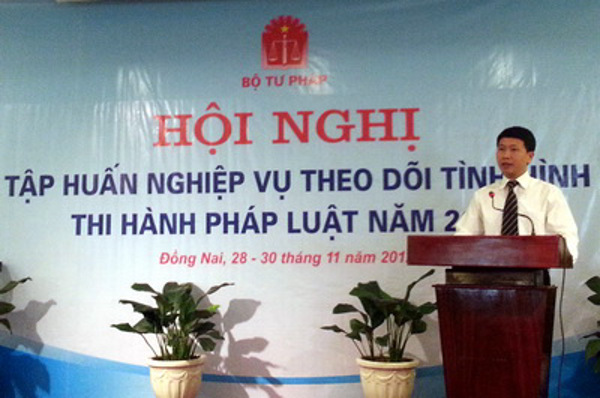 BỘ TƯ PHÁP
HỘI NGHỊ
TẬP HUẤN NGHIỆP VỤ THEO DÕI TÌNH HÌNH
THI HÀNH PHÁP LUẬT NĂM
Đồng Nai, 28 - 30 tháng 11 năm